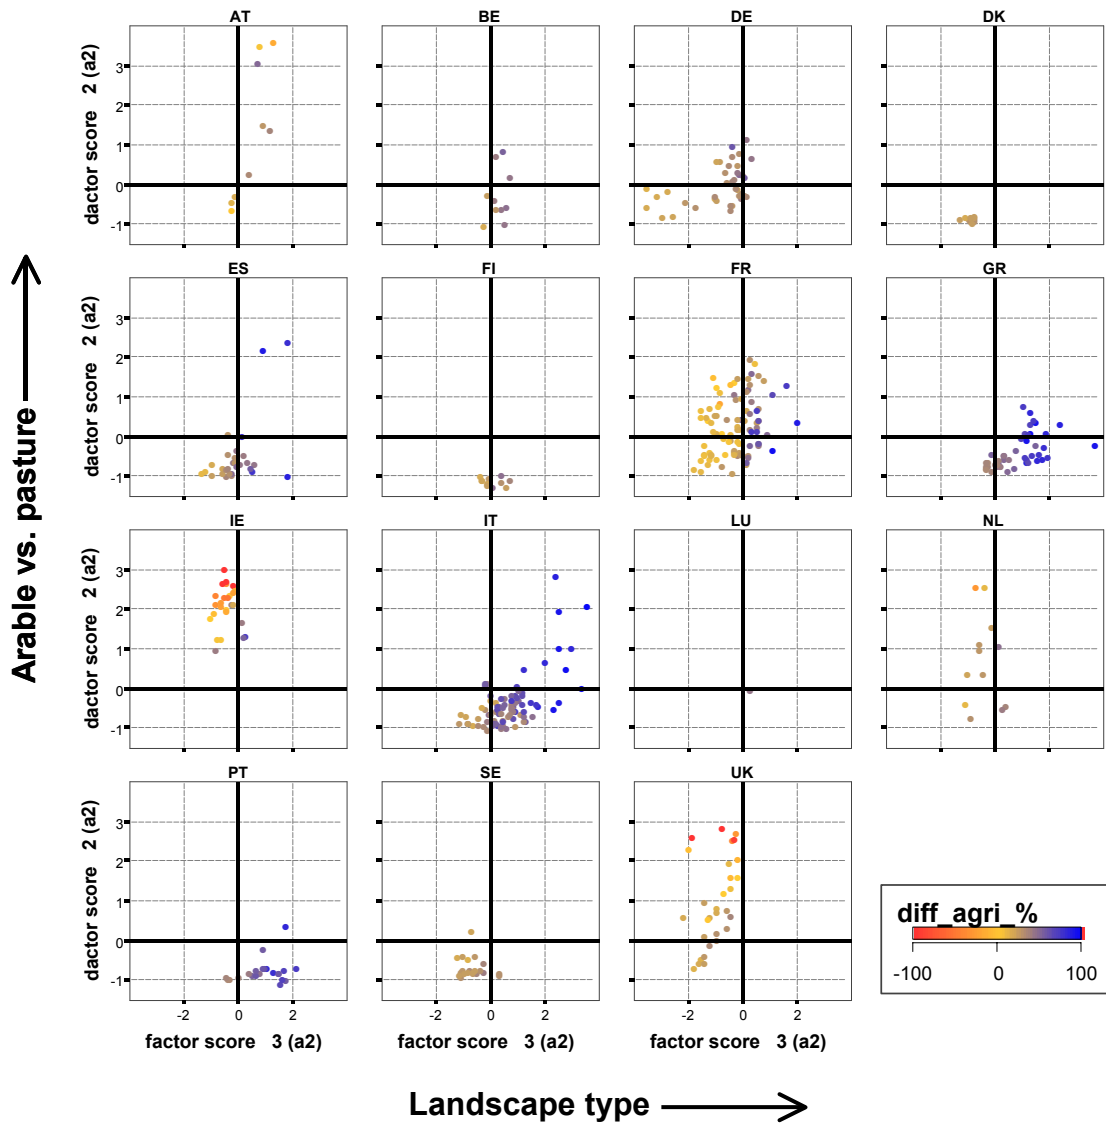 AT BE DE DK
3
2
1
0
-1
dactor score 2 (a2)
ES FI FR GR
3
2
1
0
-1
dactor score 2 (a2)
Arable vs. pasture
IE IT LU NL
3
2
1
0
-1
dactor score 2 (a2)
PT SE UK
3
2
1
0
-1
dactor score 2 (a2)
-2 0 2 -2 0 2 -2 0 2
factor score 3 (a2) factor score 3 (a2) factor score 3 (a2)
diff_agri_%
-100 0 100
Landscape type